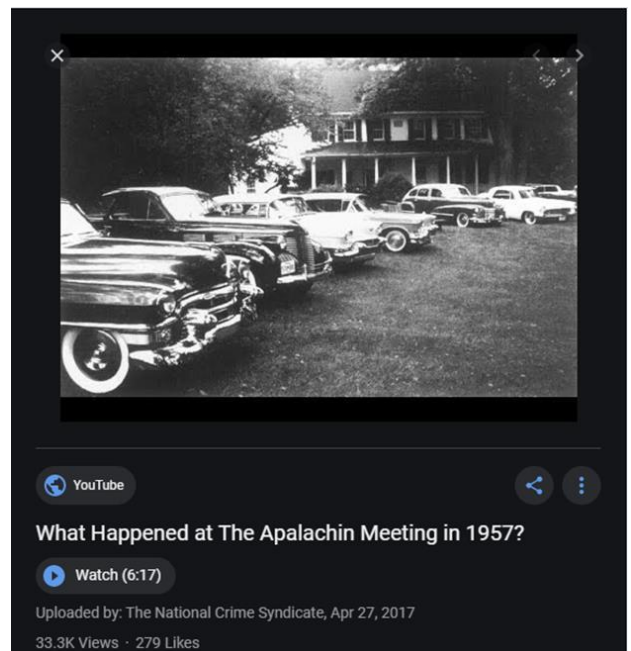 YouTube
What Happened at The Apalachin Meeting in 1957?
Watch (6:17)
Uploaded by: The National Crime Syndicate, Apr 27, 2017
33.3K Views · 279 Likes